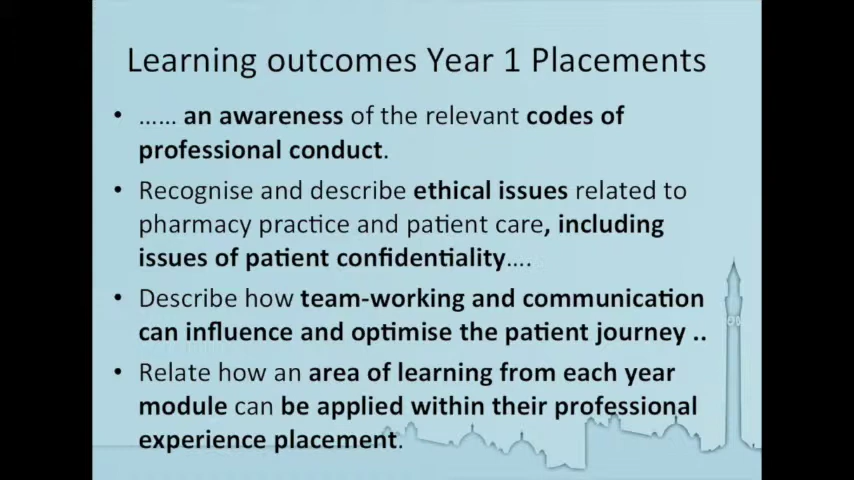 Learning outcomes Year 1 Placements
• …… an awareness of the relevant codes of
professional conduct.
• Recognise and describe ethical issues related to
pharmacy practice and patient care, including
issues of patient confidentiality….
• Describe how team-working and communication
can influence and optimise the patient journey ..
• Relate how an area of learning from each year
module can be applied within their professional
experience placement.